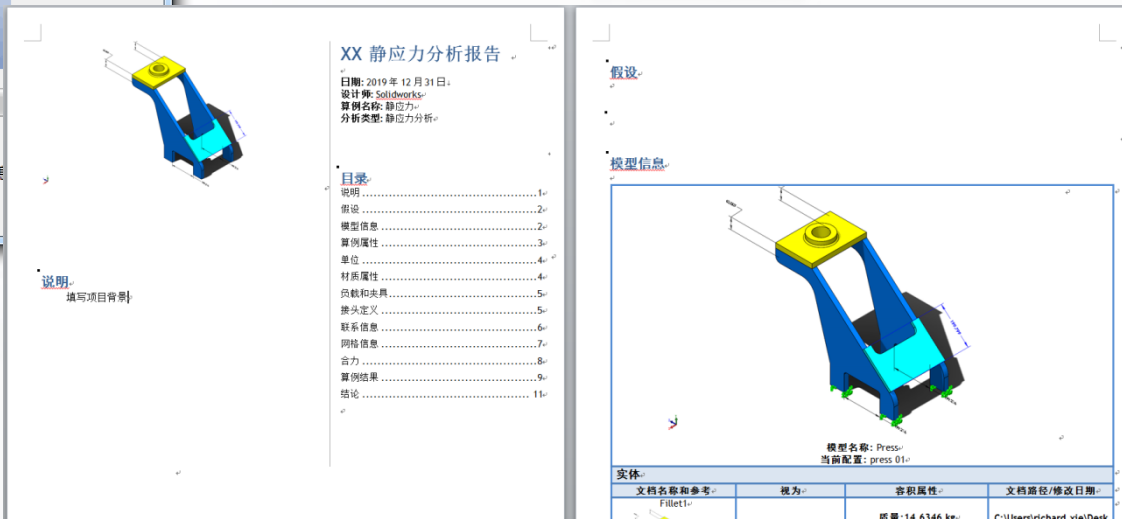 XX 静应力分析报告
日期: 2019 年 12 月 31 日
设计师: Solidworks
算例名称: 静应力
分析类型: 静应力分析
目录
说明 ........................................ 1
假设 ........................................ 2
模型信息 ........................................ 2
算例属性 ........................................ 3
单位 ........................................ 4
材质属性 ........................................ 4
负载和夹具 ........................................ 5
接头定义 ........................................ 5
联系信息 ........................................ 6
网格信息 ........................................ 7
合力 ........................................ 8
算例结果 ........................................ 9
结论 ........................................ 11
说明
填写项目背景
假设
模型信息
模型名称: Press
当前配置: press 01
实体
文档名称和参考 视为 容积属性 文档路径/修改日期
Fillet1
质量:14.6346 kg
C:\Users\richard_xie\Desk